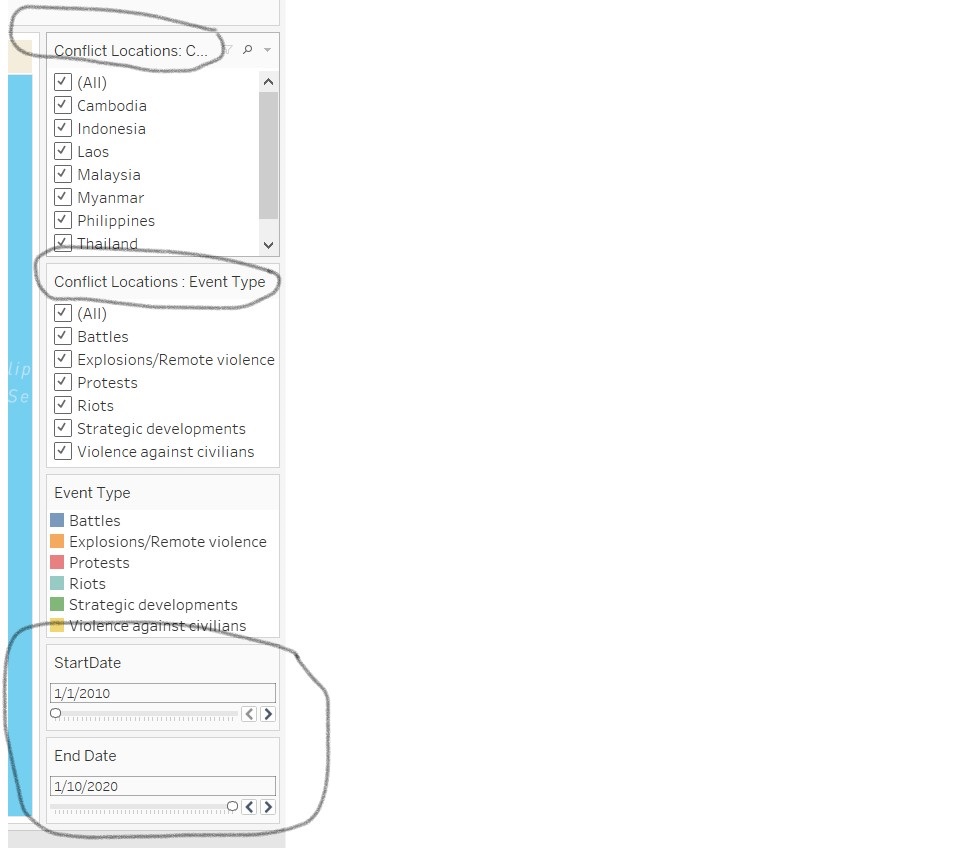 Conflict Locations: C...
(All)
Cambodia
Indonesia
Laos
Malaysia
Myanmar
Philippines
Thailand
Conflict Locations : Event Type
(All)
Battles
Explosions/Remote violence
Protests
lip
Se
Riots
Strategic developments
Violence against civilians
Event Type
Battles
Explosions/Remote violence
Protests
Riots
Strategic developments
Violence against civilians
StartDate
1/1/2010
End Date
1/10/2020